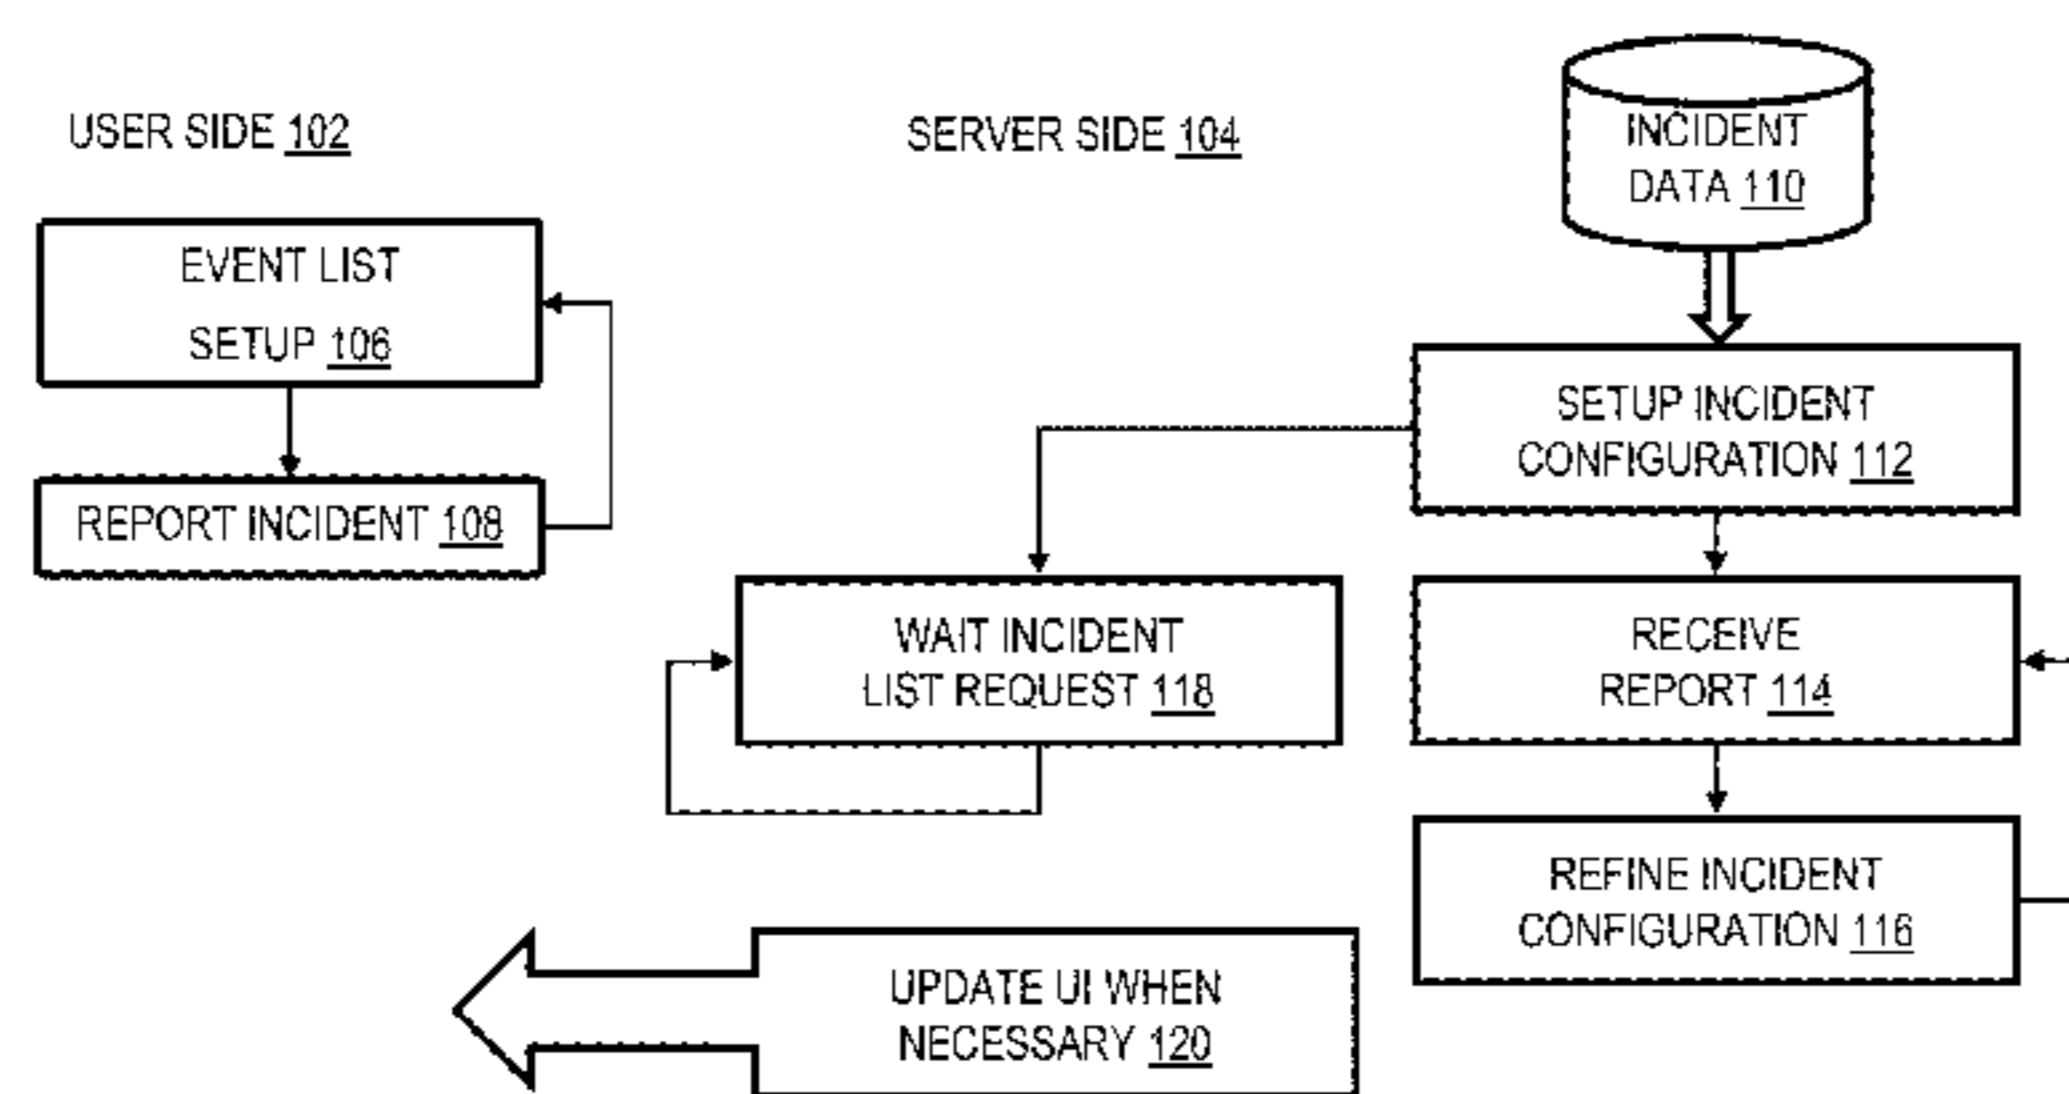 USER SIDE 102
SERVER SIDE 104
INCIDENT
DATA 110
EVENT LIST
SETUP 106
REPORT INCIDENT 108
SETUP INCIDENT
CONFIGURATION 112
WAIT INCIDENT
LIST REQUEST 118
RECEIVE
REPORT 114
REFINE INCIDENT
CONFIGURATION 116
UPDATE UI WHEN
NECESSARY 120